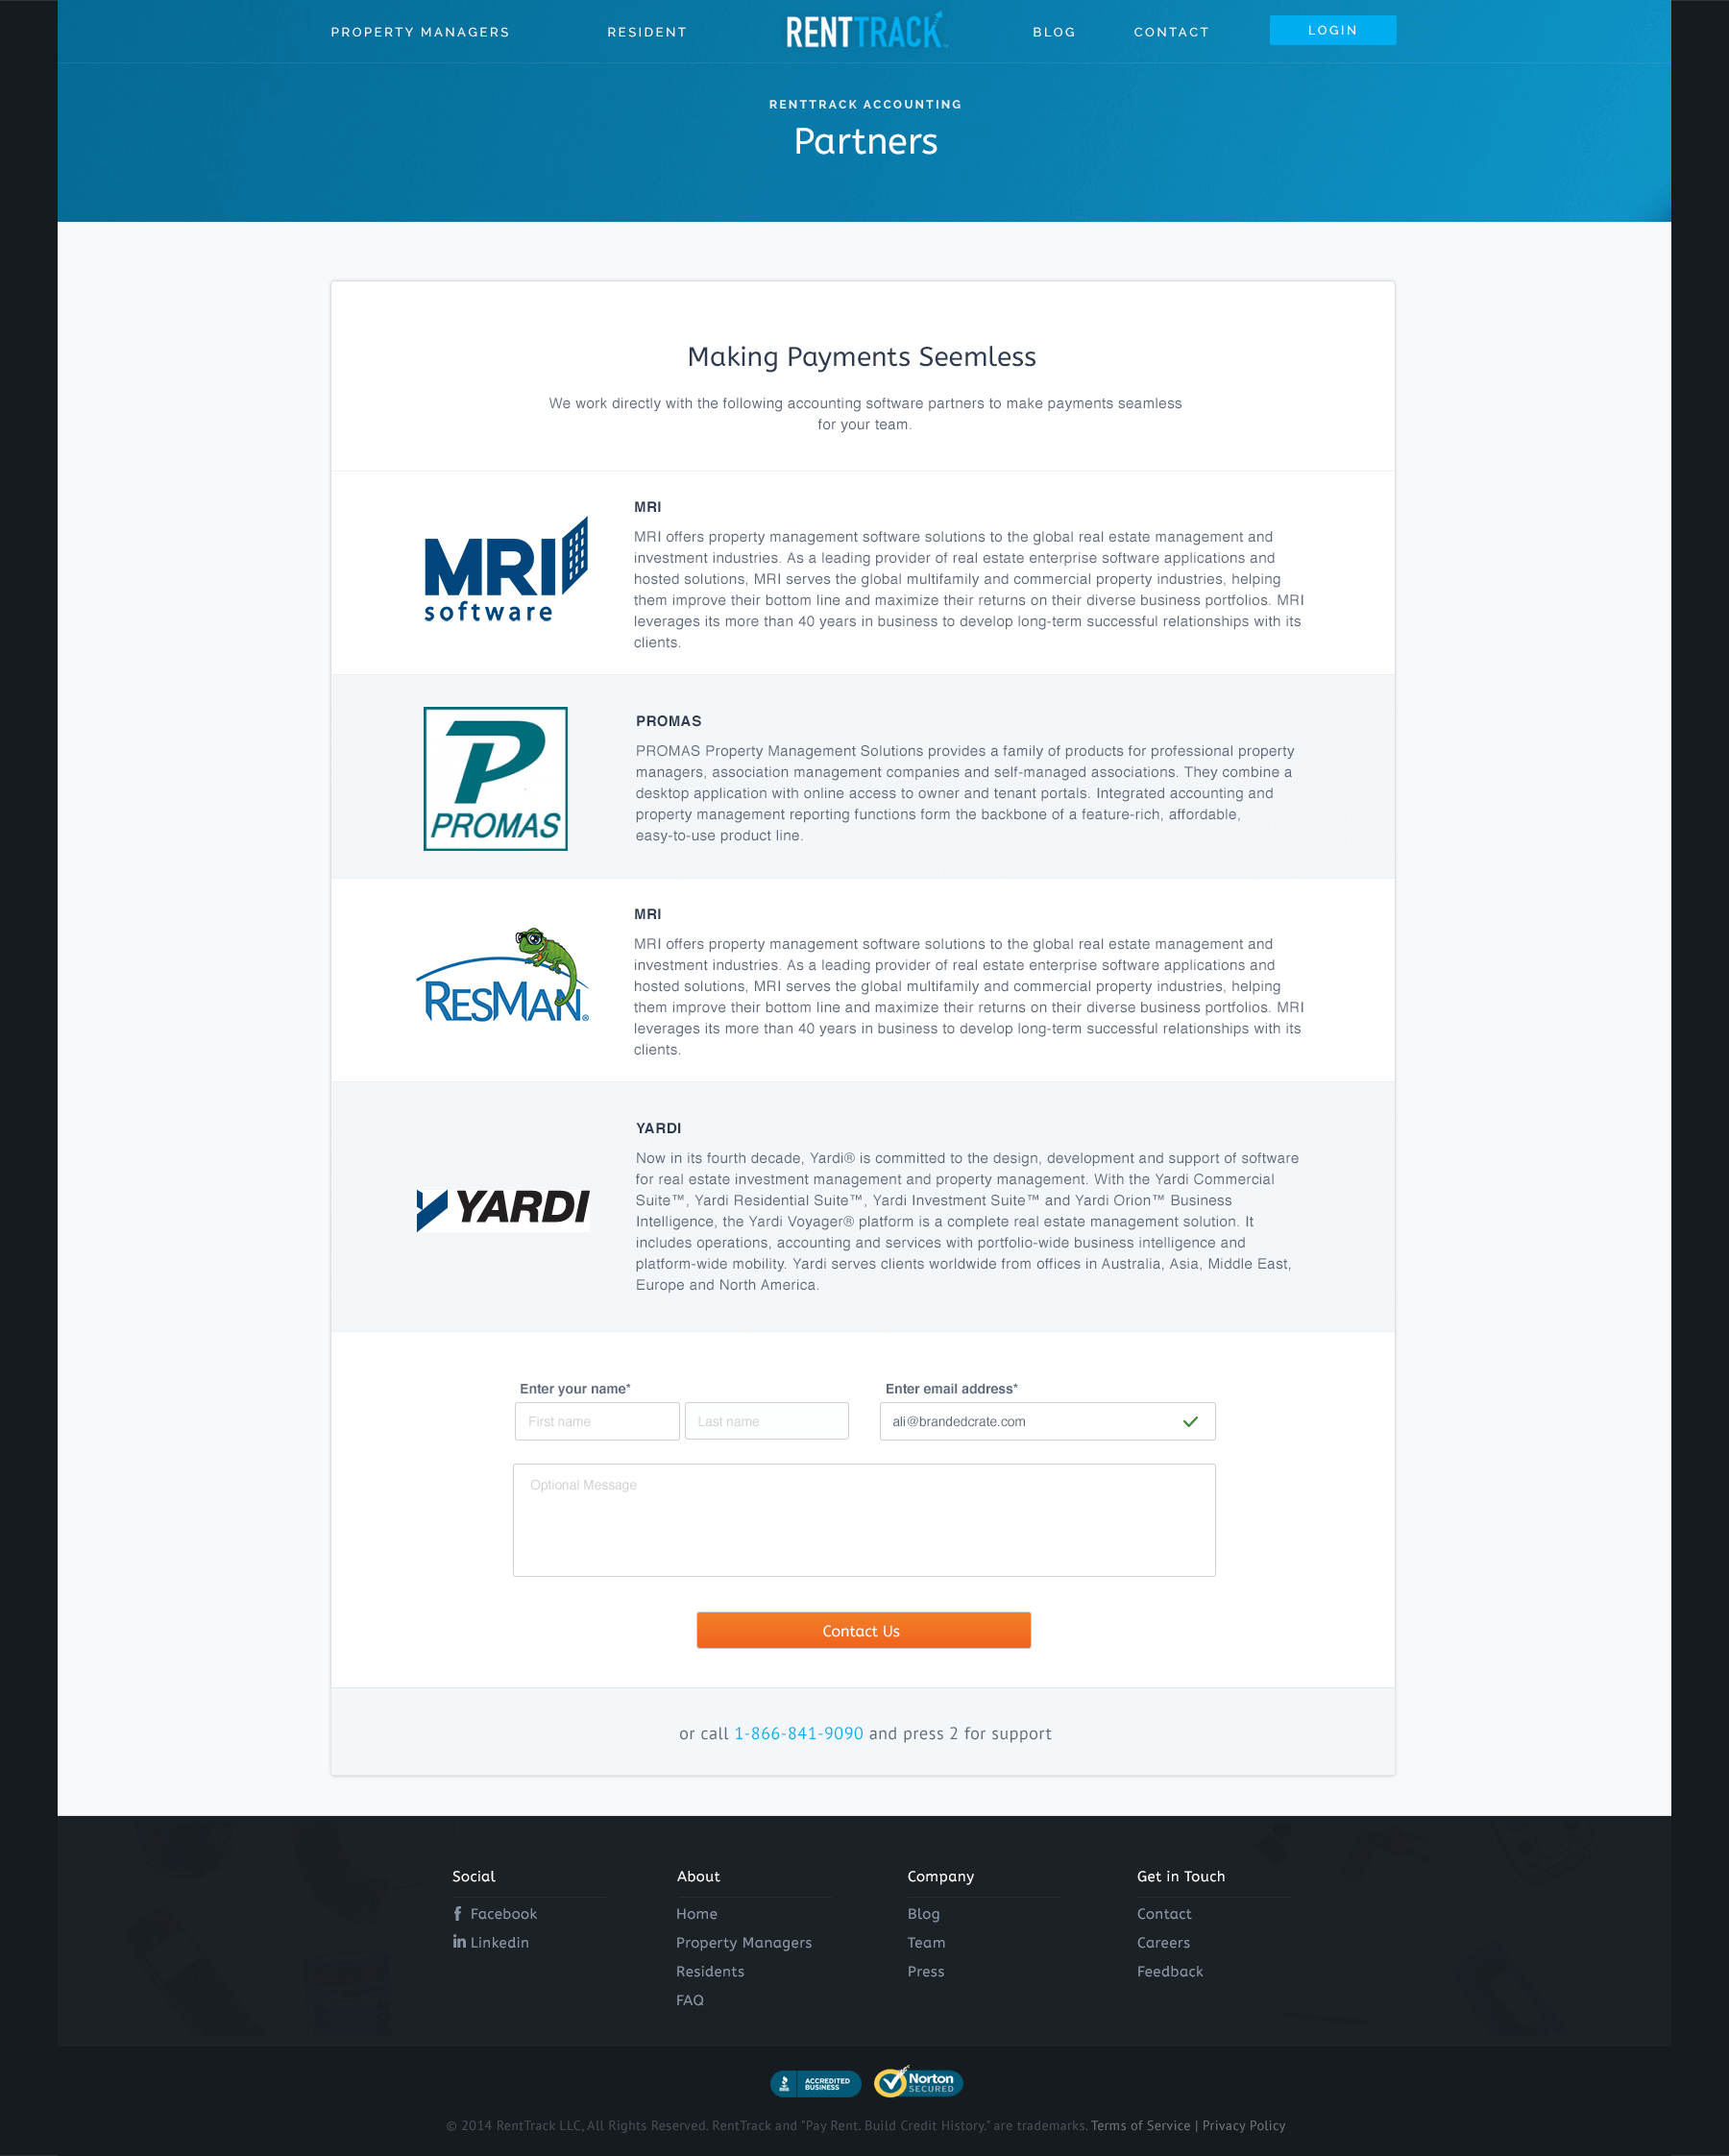 PROPERTY MANAGERS RESIDENT RENTTRACK BLOG CONTACT LOGIN
RENTTRACK ACCOUNTING
Partners
Making Payments Seemless
We work directly with the following accounting software partners to make payments seamless
for your team.
MRI
software
MRI
MRI offers property management software solutions to the global real estate management and
investment industries. As a leading provider of real estate enterprise software applications and
hosted solutions, MRI serves the global multifamily and commercial property industries, helping
them improve their bottom line and maximize their returns on their diverse business portfolios. MRI
leverages its more than 40 years in business to develop long-term successful relationships with its
clients.
P
PROMAS
PROMAS
PROMAS Property Management Solutions provides a family of products for professional property
managers, association management companies and self-managed associations. They combine a
desktop application with online access to owner and tenant portals. Integrated accounting and
property management reporting functions form the backbone of a feature-rich, affordable,
easy-to-use product line.
RESMAN®
MRI
MRI offers property management software solutions to the global real estate management and
investment industries. As a leading provider of real estate enterprise software applications and
hosted solutions, MRI serves the global multifamily and commercial property industries, helping
them improve their bottom line and maximize their returns on their diverse business portfolios. MRI
leverages its more than 40 years in business to develop long-term successful relationships with its
clients.
YARDI
YARDI
Now in its fourth decade, Yardi® is committed to the design, development and support of software
for real estate investment management and property management. With the Yardi Commercial
Suite™, Yardi Residential Suite™, Yardi Investment Suite™ and Yardi Orion™ Business
Intelligence, the Yardi Voyager® platform is a complete real estate management solution. It
includes operations, accounting and services with portfolio-wide business intelligence and
platform-wide mobility. Yardi serves clients worldwide from offices in Australia, Asia, Middle East,
Europe and North America.
Enter your name* Enter email address*
First name Last name ali@brandedcrate.com
Optional Message
Contact Us
or call 1-866-841-9090 and press 2 for support
Social About Company Get in Touch
Facebook Home Blog Contact
Linkedin Property Managers Team Careers
Residents Press Feedback
FAQ
BBB ACCREDITED BUSINESS Norton SECURED
© 2014 RentTrack LLC, All Rights Reserved. RentTrack and "Pay Rent. Build Credit History." are trademarks. Terms of Service | Privacy Policy